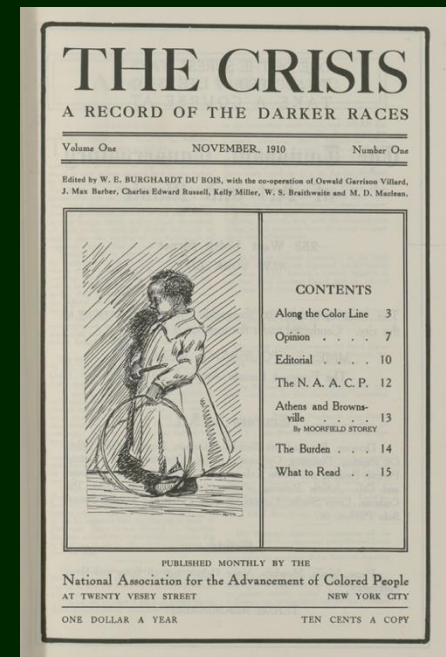 THE CRISIS
A RECORD OF THE DARKER RACES
Volume One NOVEMBER, 1910 Number One
Edited by W. E. BURGHARDT DU BOIS, with the co-operation of Oswald Garrison Villard,
J. Max Barber, Charles Edward Russell, Kelly Miller, W. S. Braithwaite and M. D. Maclean.
CONTENTS
Along the Color Line 3
Opinion . . . . 7
Editorial . . . . 10
The N. A. A. C. P. 12
Athens and Browns-
ville . . . . 13
By MOORFIELD STOREY
The Burden . . . 14
What to Read . . 15
PUBLISHED MONTHLY BY THE
National Association for the Advancement of Colored People
AT TWENTY VESEY STREET NEW YORK CITY
ONE DOLLAR A YEAR TEN CENTS A COPY